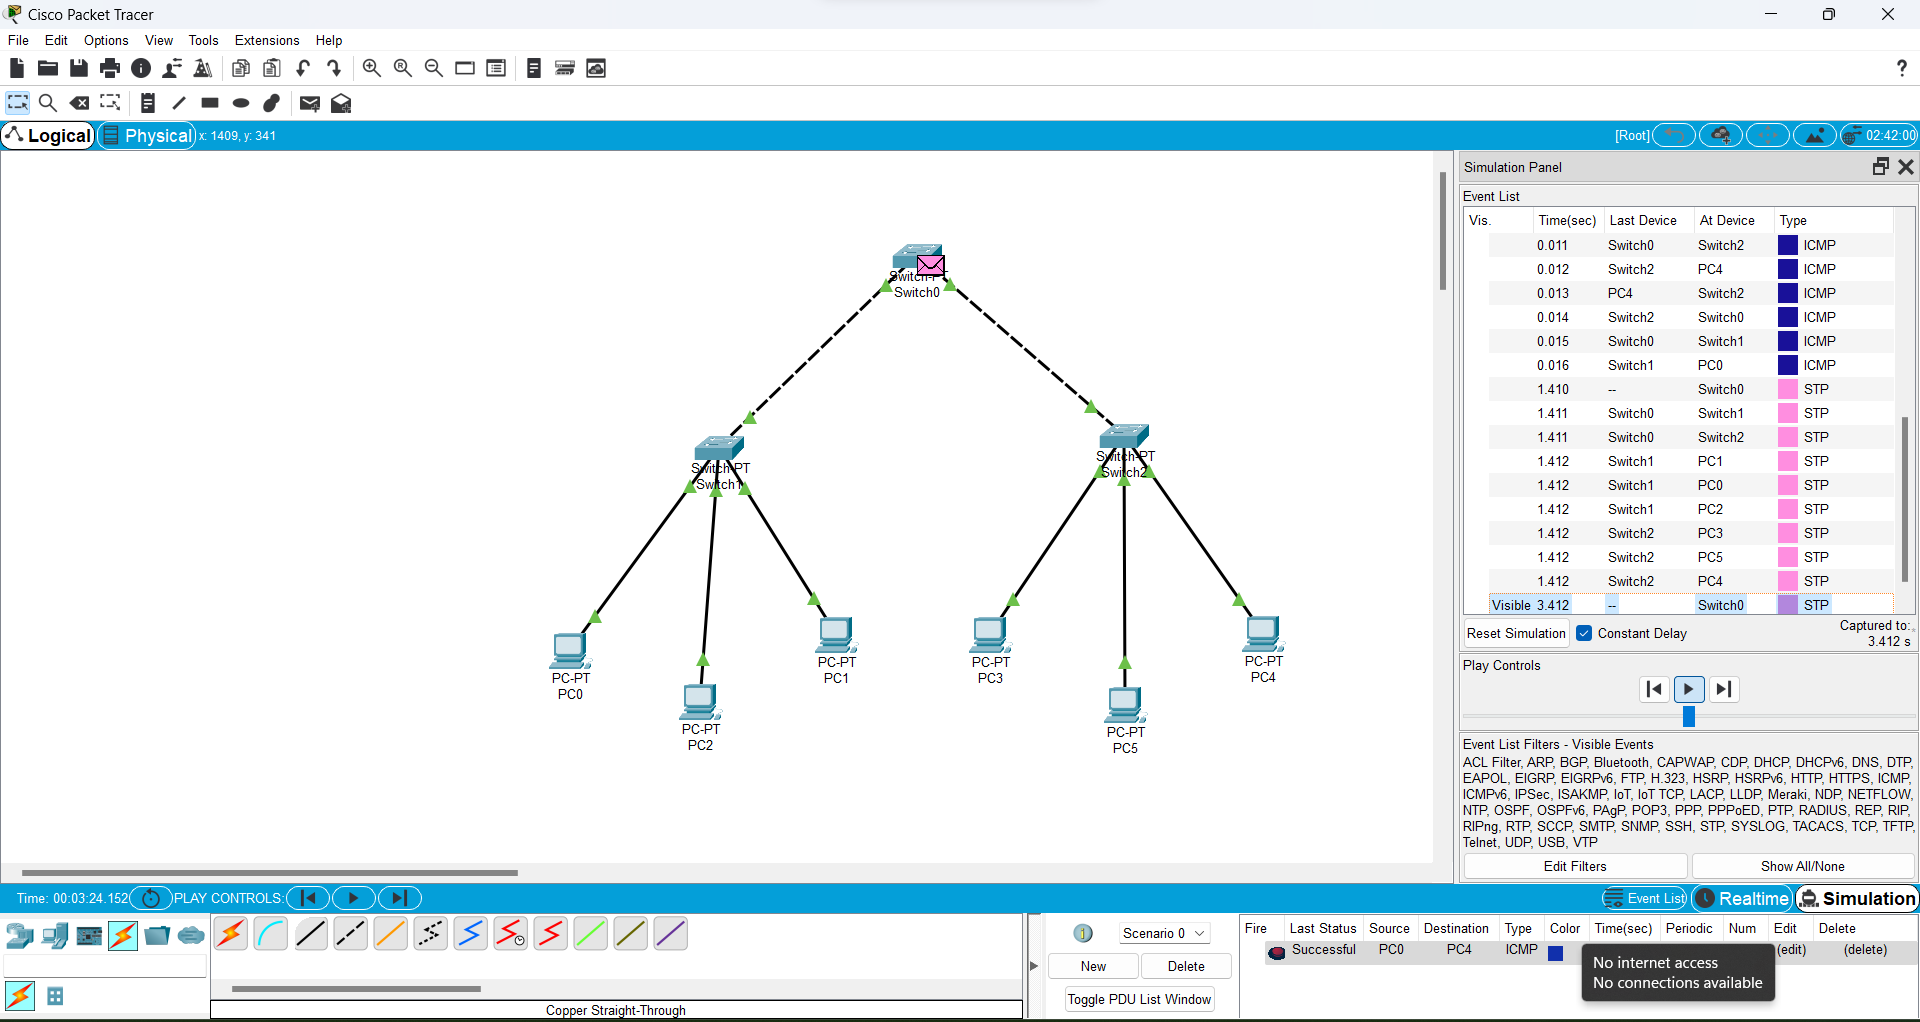 Cisco Packet Tracer
File Edit Options View Tools Extensions Help
?
Logical Physical x: 1409, y: 341 [Root] 02:42:00
Simulation Panel
Event List
Vis. Time(sec) Last Device At Device Type
0.011 Switch0 Switch2 ICMP
0.012 Switch2 PC4 ICMP
0.013 PC4 Switch2 ICMP
0.014 Switch2 Switch0 ICMP
0.015 Switch0 Switch1 ICMP
0.016 Switch1 PC0 ICMP
1.410 -- Switch0 STP
1.411 Switch0 Switch1 STP
1.411 Switch0 Switch2 STP
1.412 Switch1 PC1 STP
1.412 Switch1 PC0 STP
1.412 Switch1 PC2 STP
1.412 Switch2 PC3 STP
1.412 Switch2 PC5 STP
1.412 Switch2 PC4 STP
Visible 3.412 -- Switch0 STP
Reset Simulation Constant Delay Captured to:
3.412 s
Play Controls
Event List Filters - Visible Events
ACL Filter, ARP, BGP, Bluetooth, CAPWAP, CDP, DHCP, DHCPv6, DNS, DTP,
EAPOL, EIGRP, EIGRPv6, FTP, H.323, HSRP, HSRPv6, HTTP, HTTPS, ICMP,
ICMPv6, IPSec, ISAKMP, IoT, IoT TCP, LACP, LLDP, Meraki, NDP, NETFLOW,
NTP, OSPF, OSPFv6, PAgP, POP3, PPP, PPPoED, PTP, RADIUS, REP, RIP,
RIPng, RTP, SCCP, SMTP, SNMP, SSH, STP, SYSLOG, TACACS, TCP, TFTP,
Telnet, UDP, USB, VTP
Edit Filters Show All/None
Switch0
Switch-PT
Switch1
Switch-PT
Switch2
PC-PT
PC0
PC-PT
PC2
PC-PT
PC1
PC-PT
PC3
PC-PT
PC5
PC-PT
PC4
Time: 00:03:24.152 PLAY CONTROLS: Event List Realtime Simulation
Copper Straight-Through
1 Scenario 0
New Delete
Toggle PDU List Window
Fire Last Status Source Destination Type Color Time(sec) Periodic Num Edit Delete
Successful PC0 PC4 ICMP (edit) (delete)
No internet access
No connections available